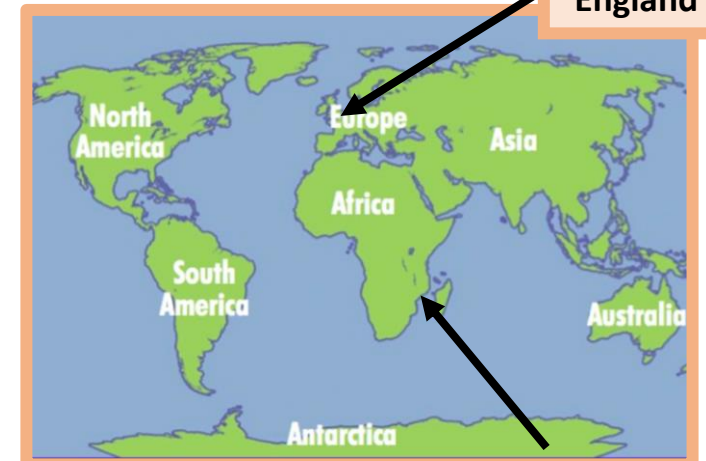 England
North
America
Europe
Asia
Africa
South
America
Australia
Antarctica